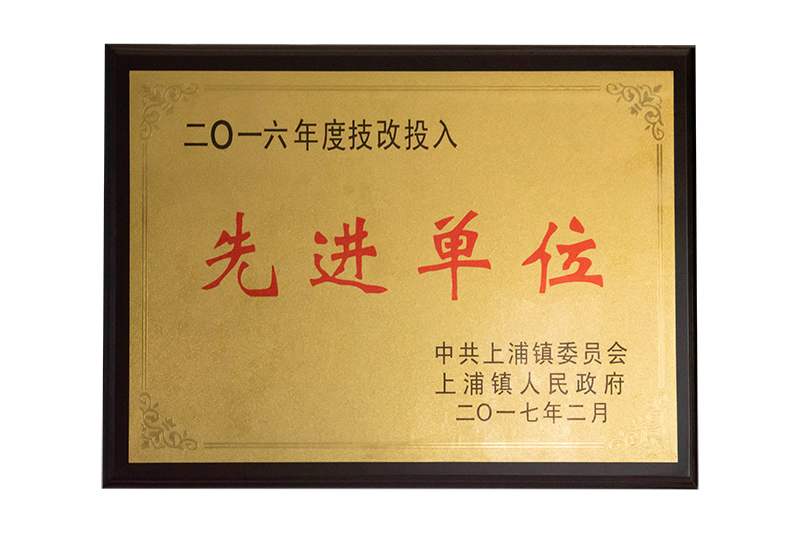 二〇一六年度技改投入
先进单位
中共上浦镇委员会
上浦镇人民政府
二〇一七年二月